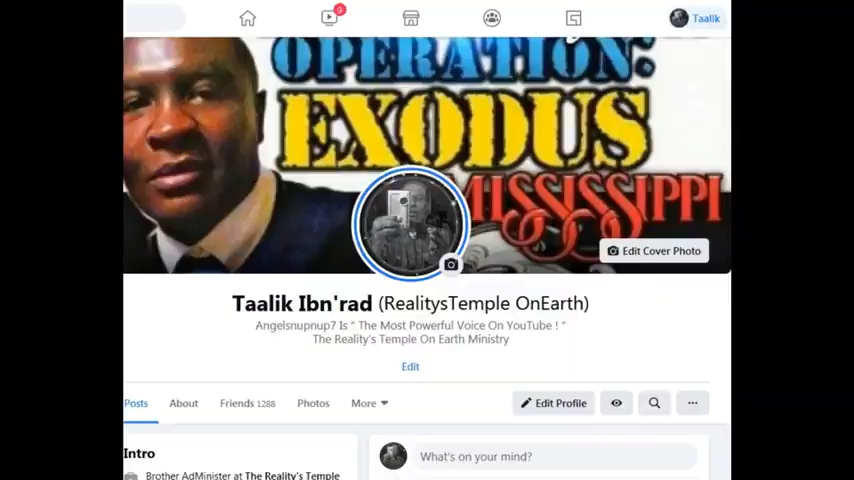 9
Taalik
OPERATION:
EXODUS
MISSISSIPPI
Edit Cover Photo
Taalik Ibn'rad (RealitysTemple OnEarth)
Angelsnupnup7 Is " The Most Powerful Voice On YouTube ! "
The Reality's Temple On Earth Ministry
Edit
Posts About Friends 1288 Photos More Edit Profile
Intro
What's on your mind?
Brother AdMinister at The Reality's Temple